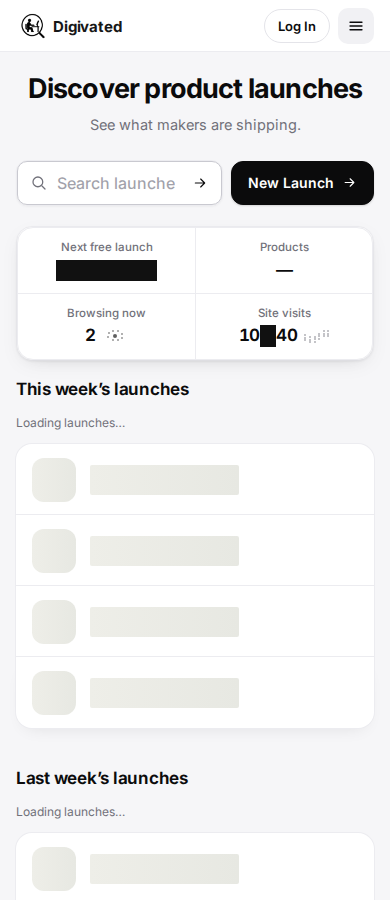 Digivated
Log In
Discover product launches
See what makers are shipping.
Search launche
New Launch →
Next free launch
Products
—
Browsing now
2
Site visits
10 40
This week's launches
Loading launches...
Last week's launches
Loading launches...